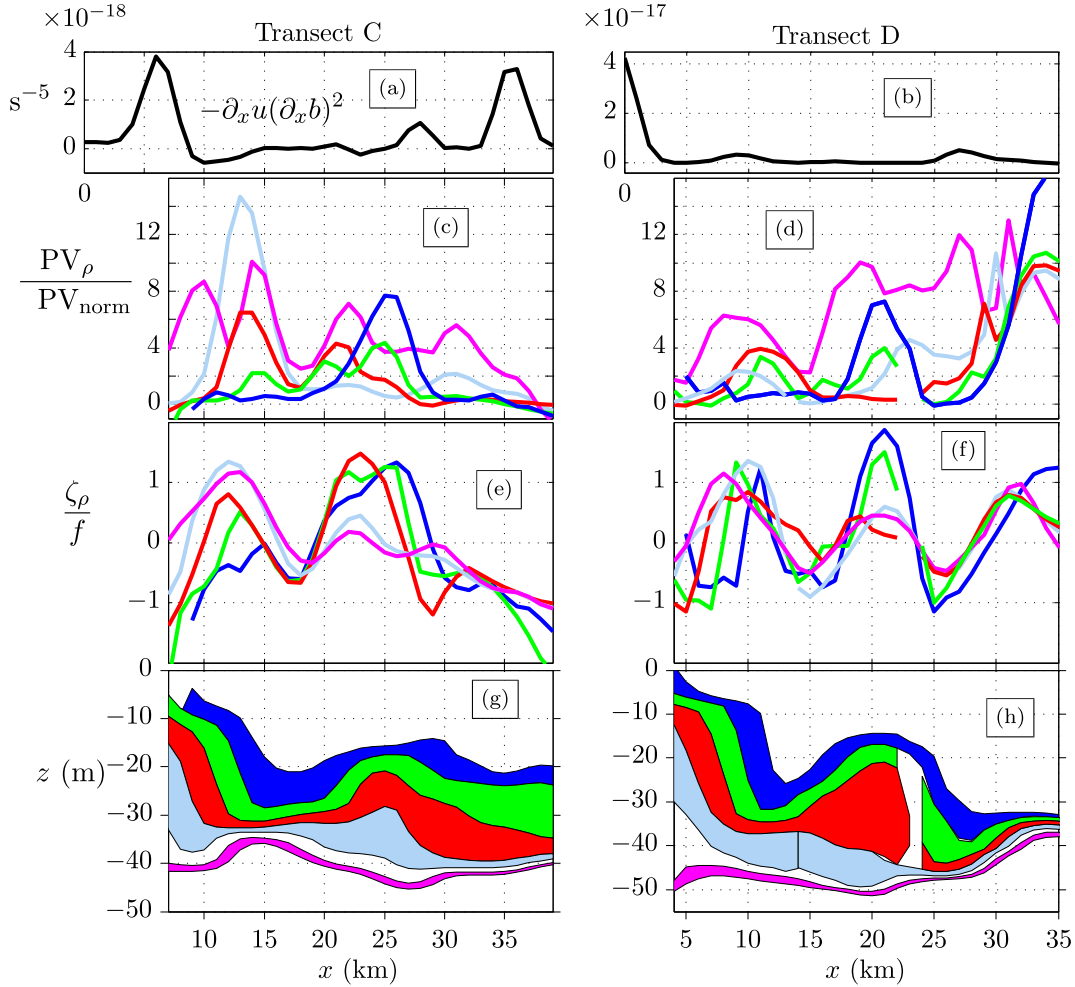 ×10−18
Transect C
4
2
0
s−5
(a)
−∂xu(∂xb)2
×10−17
Transect D
4
2
0
(b)
0
12
8
4
0
PVρ
PVnorm
(c)
0
12
8
4
0
(d)
1
0
−1
0
ζρ
f
(e)
1
0
−1
0
(f)
−10
−20
−30
−40
−50
z (m)
(g)
−10
−20
−30
−40
−50
(h)
10 15 20 25 30 35
x (km)
5 10 15 20 25 30 35
x (km)